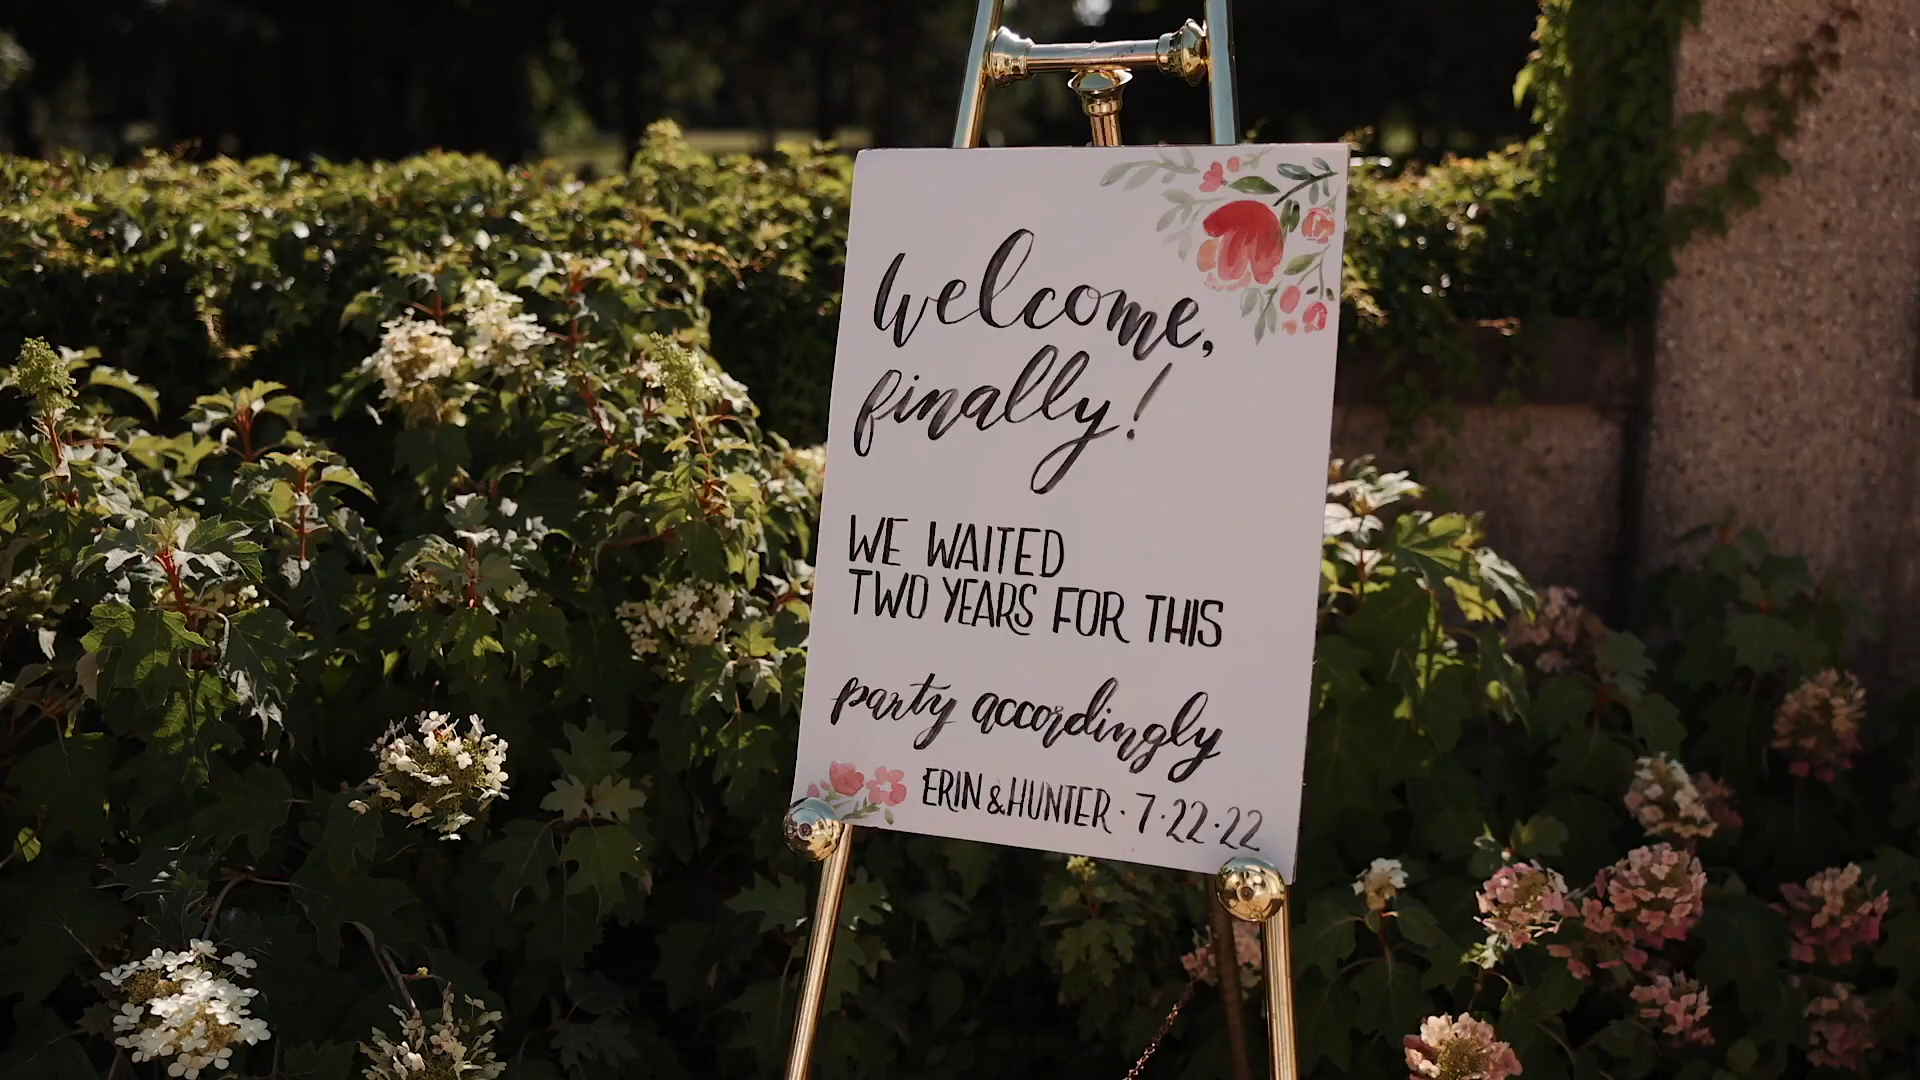 welcome,
finally!
WE WAITED
TWO YEARS FOR THIS
party accordingly
ERIN & HUNTER · 7·22·22